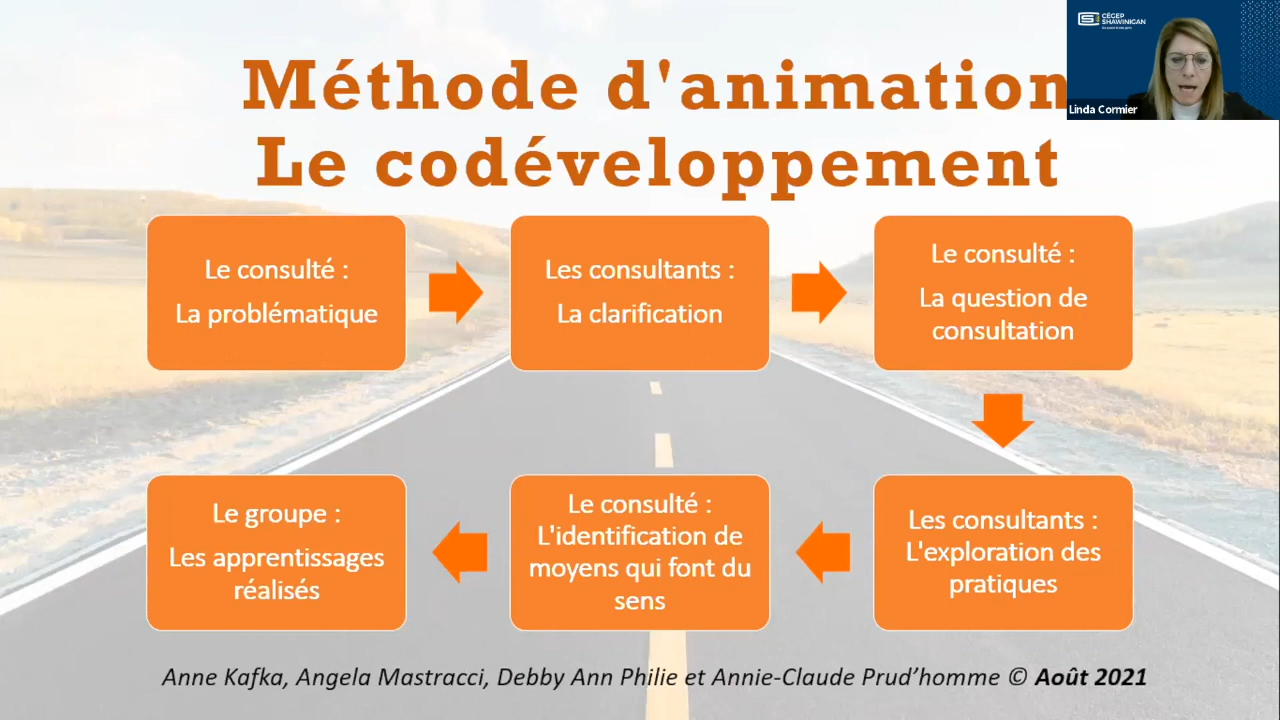 CÉGEP
SHAWINIGAN
Linda Cormier
Méthode d'animation
Le codéveloppement
Le consulté :
La problématique
Les consultants :
La clarification
Le consulté :
La question de
consultation
Les consultants :
L'exploration des
pratiques
Le consulté :
L'identification de
moyens qui font du
sens
Le groupe :
Les apprentissages
réalisés
Anne Kafka, Angela Mastracci, Debby Ann Philie et Annie-Claude Prud’homme © Août 2021